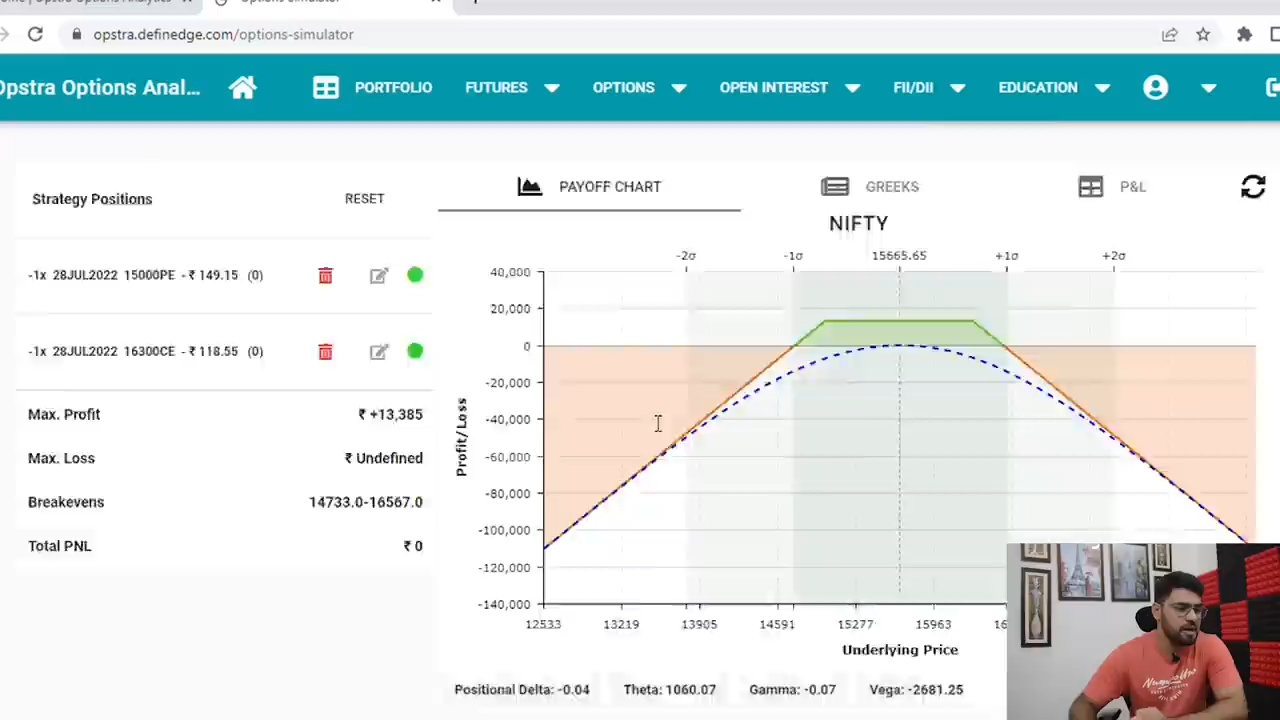 opstra.definedge.com/options-simulator
Opstra Options Anal... PORTFOLIO FUTURES OPTIONS OPEN INTEREST FII/DII EDUCATION
Strategy Positions RESET
-1x 28JUL2022 15000PE - ₹ 149.15 (0)
-1x 28JUL2022 16300CE - ₹ 118.55 (0)
Max. Profit ₹ +13,385
Max. Loss ₹ Undefined
Breakevens 14733.0-16567.0
Total PNL ₹ 0
PAYOFF CHART GREEKS P&L
NIFTY
-2σ -1σ 15665.65 +1σ +2σ
40,000
20,000
0
-20,000
-40,000
-60,000
-80,000
-100,000
-120,000
-140,000
Profit/Loss
12533 13219 13905 14591 15277 15963
Underlying Price
Positional Delta: -0.04 Theta: 1060.07 Gamma: -0.07 Vega: -2681.25